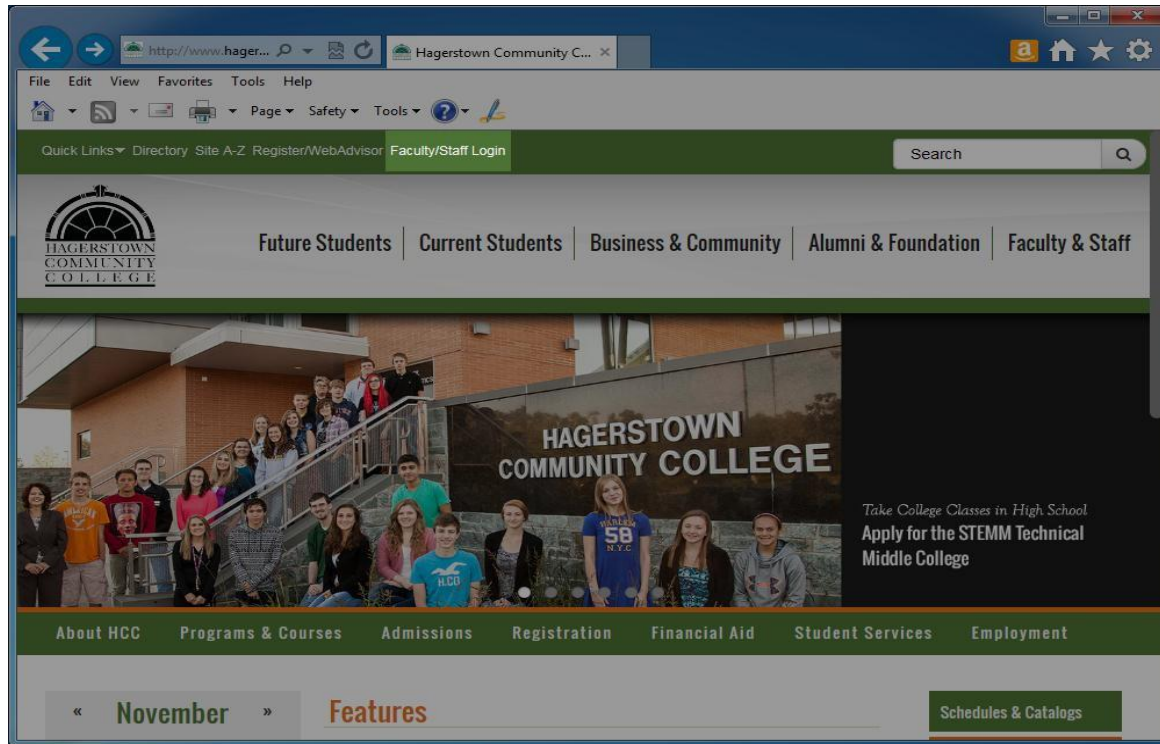 http://www.hager...
Hagerstown Community C...
File Edit View Favorites Tools Help
Page Safety Tools
Quick Links Directory Site A-Z Register/WebAdvisor Faculty/Staff Login
Search
HAGERSTOWN
COMMUNITY
COLLEGE
Future Students Current Students Business & Community Alumni & Foundation Faculty & Staff
HAGERSTOWN
COMMUNITY COLLEGE
HARLEM
58
N.Y.C
H.CO
Take College Classes in High School
Apply for the STEMM Technical
Middle College
About HCC Programs & Courses Admissions Registration Financial Aid Student Services Employment
« November » Features
Schedules & Catalogs